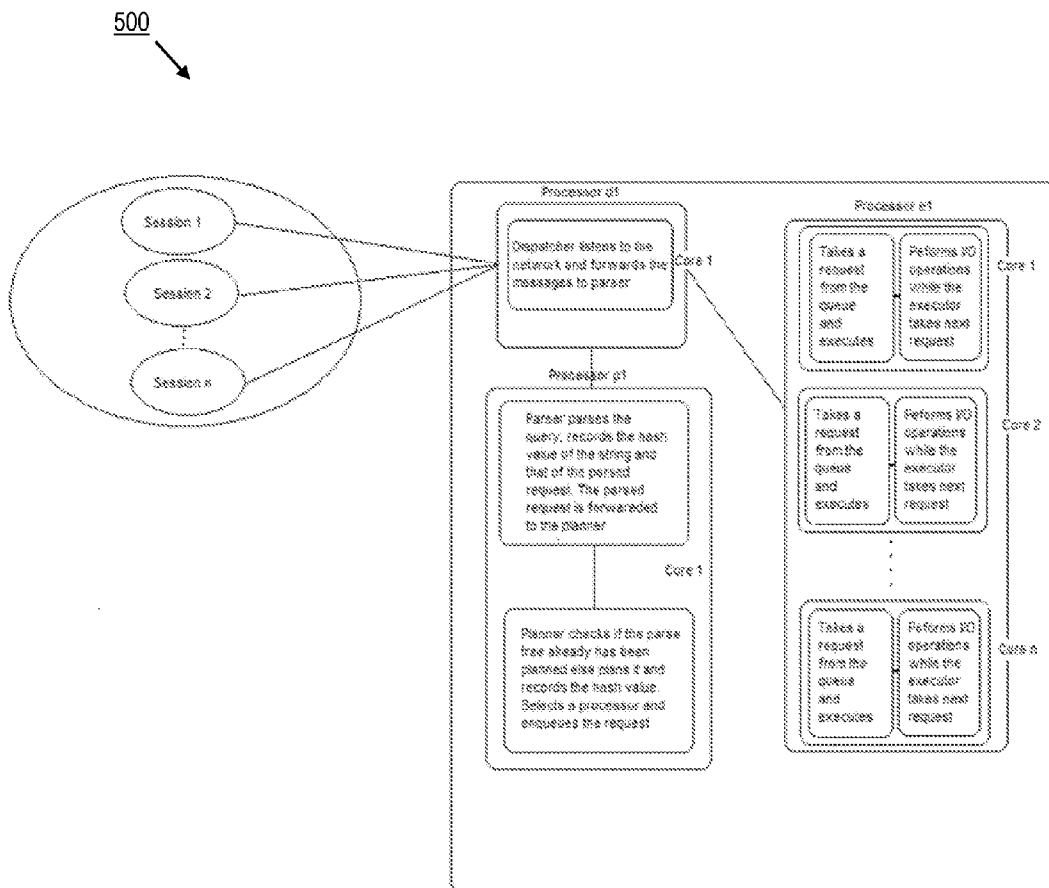 500
Session 1
Session 2
Session n
Processor d1
Dispatcher listens to the
network and forwards the
messages to parser
Core 1
Processor p1
Parser parses the
query, records the hash
value of the string and
that of the parsed
request. The parsed
request is forwareded
to the planner
Core 1
Planner checks if the parse
tree already has been
planned else plans it and
records the hash value.
Selects a processor and
enqueues the request
Processor e1
Takes a
request
from the
queue
and
executes
Peforms I/O
operations
while the
executor
takes next
request
Core 1
Takes a
request
from the
queue
and
executes
Peforms I/O
operations
while the
executor
takes next
request
Core 2
Takes a
request
from the
queue
and
executes
Peforms I/O
operations
while the
executor
takes next
request
Core n